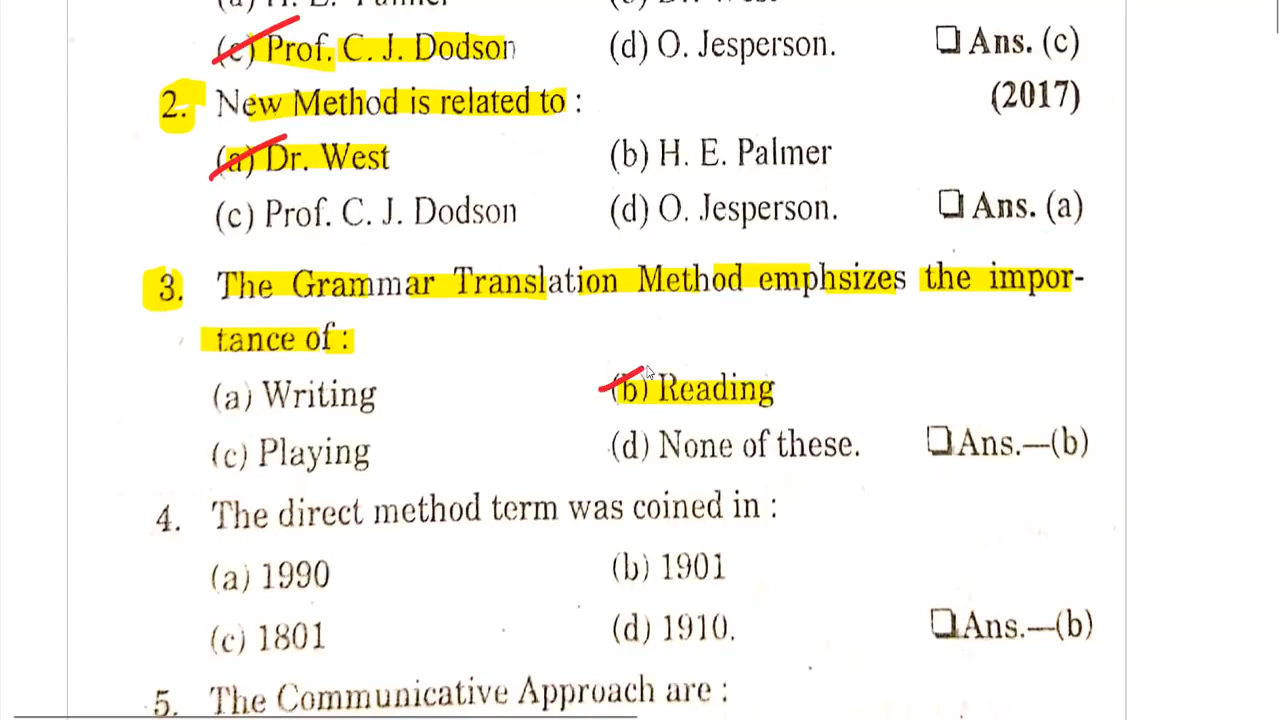 (c) Prof. C. J. Dodson (d) O. Jesperson. ❑ Ans. (c)
2. New Method is related to : (2017)
(a) Dr. West (b) H. E. Palmer
(c) Prof. C. J. Dodson (d) O. Jesperson. ❑ Ans. (a)
3. The Grammar Translation Method emphsizes the impor-
tance of :
(a) Writing (b) Reading
(c) Playing (d) None of these. ❑ Ans.—(b)
4. The direct method term was coined in :
(a) 1990 (b) 1901
(c) 1801 (d) 1910. ❑ Ans.—(b)
5. The Communicative Approach are :